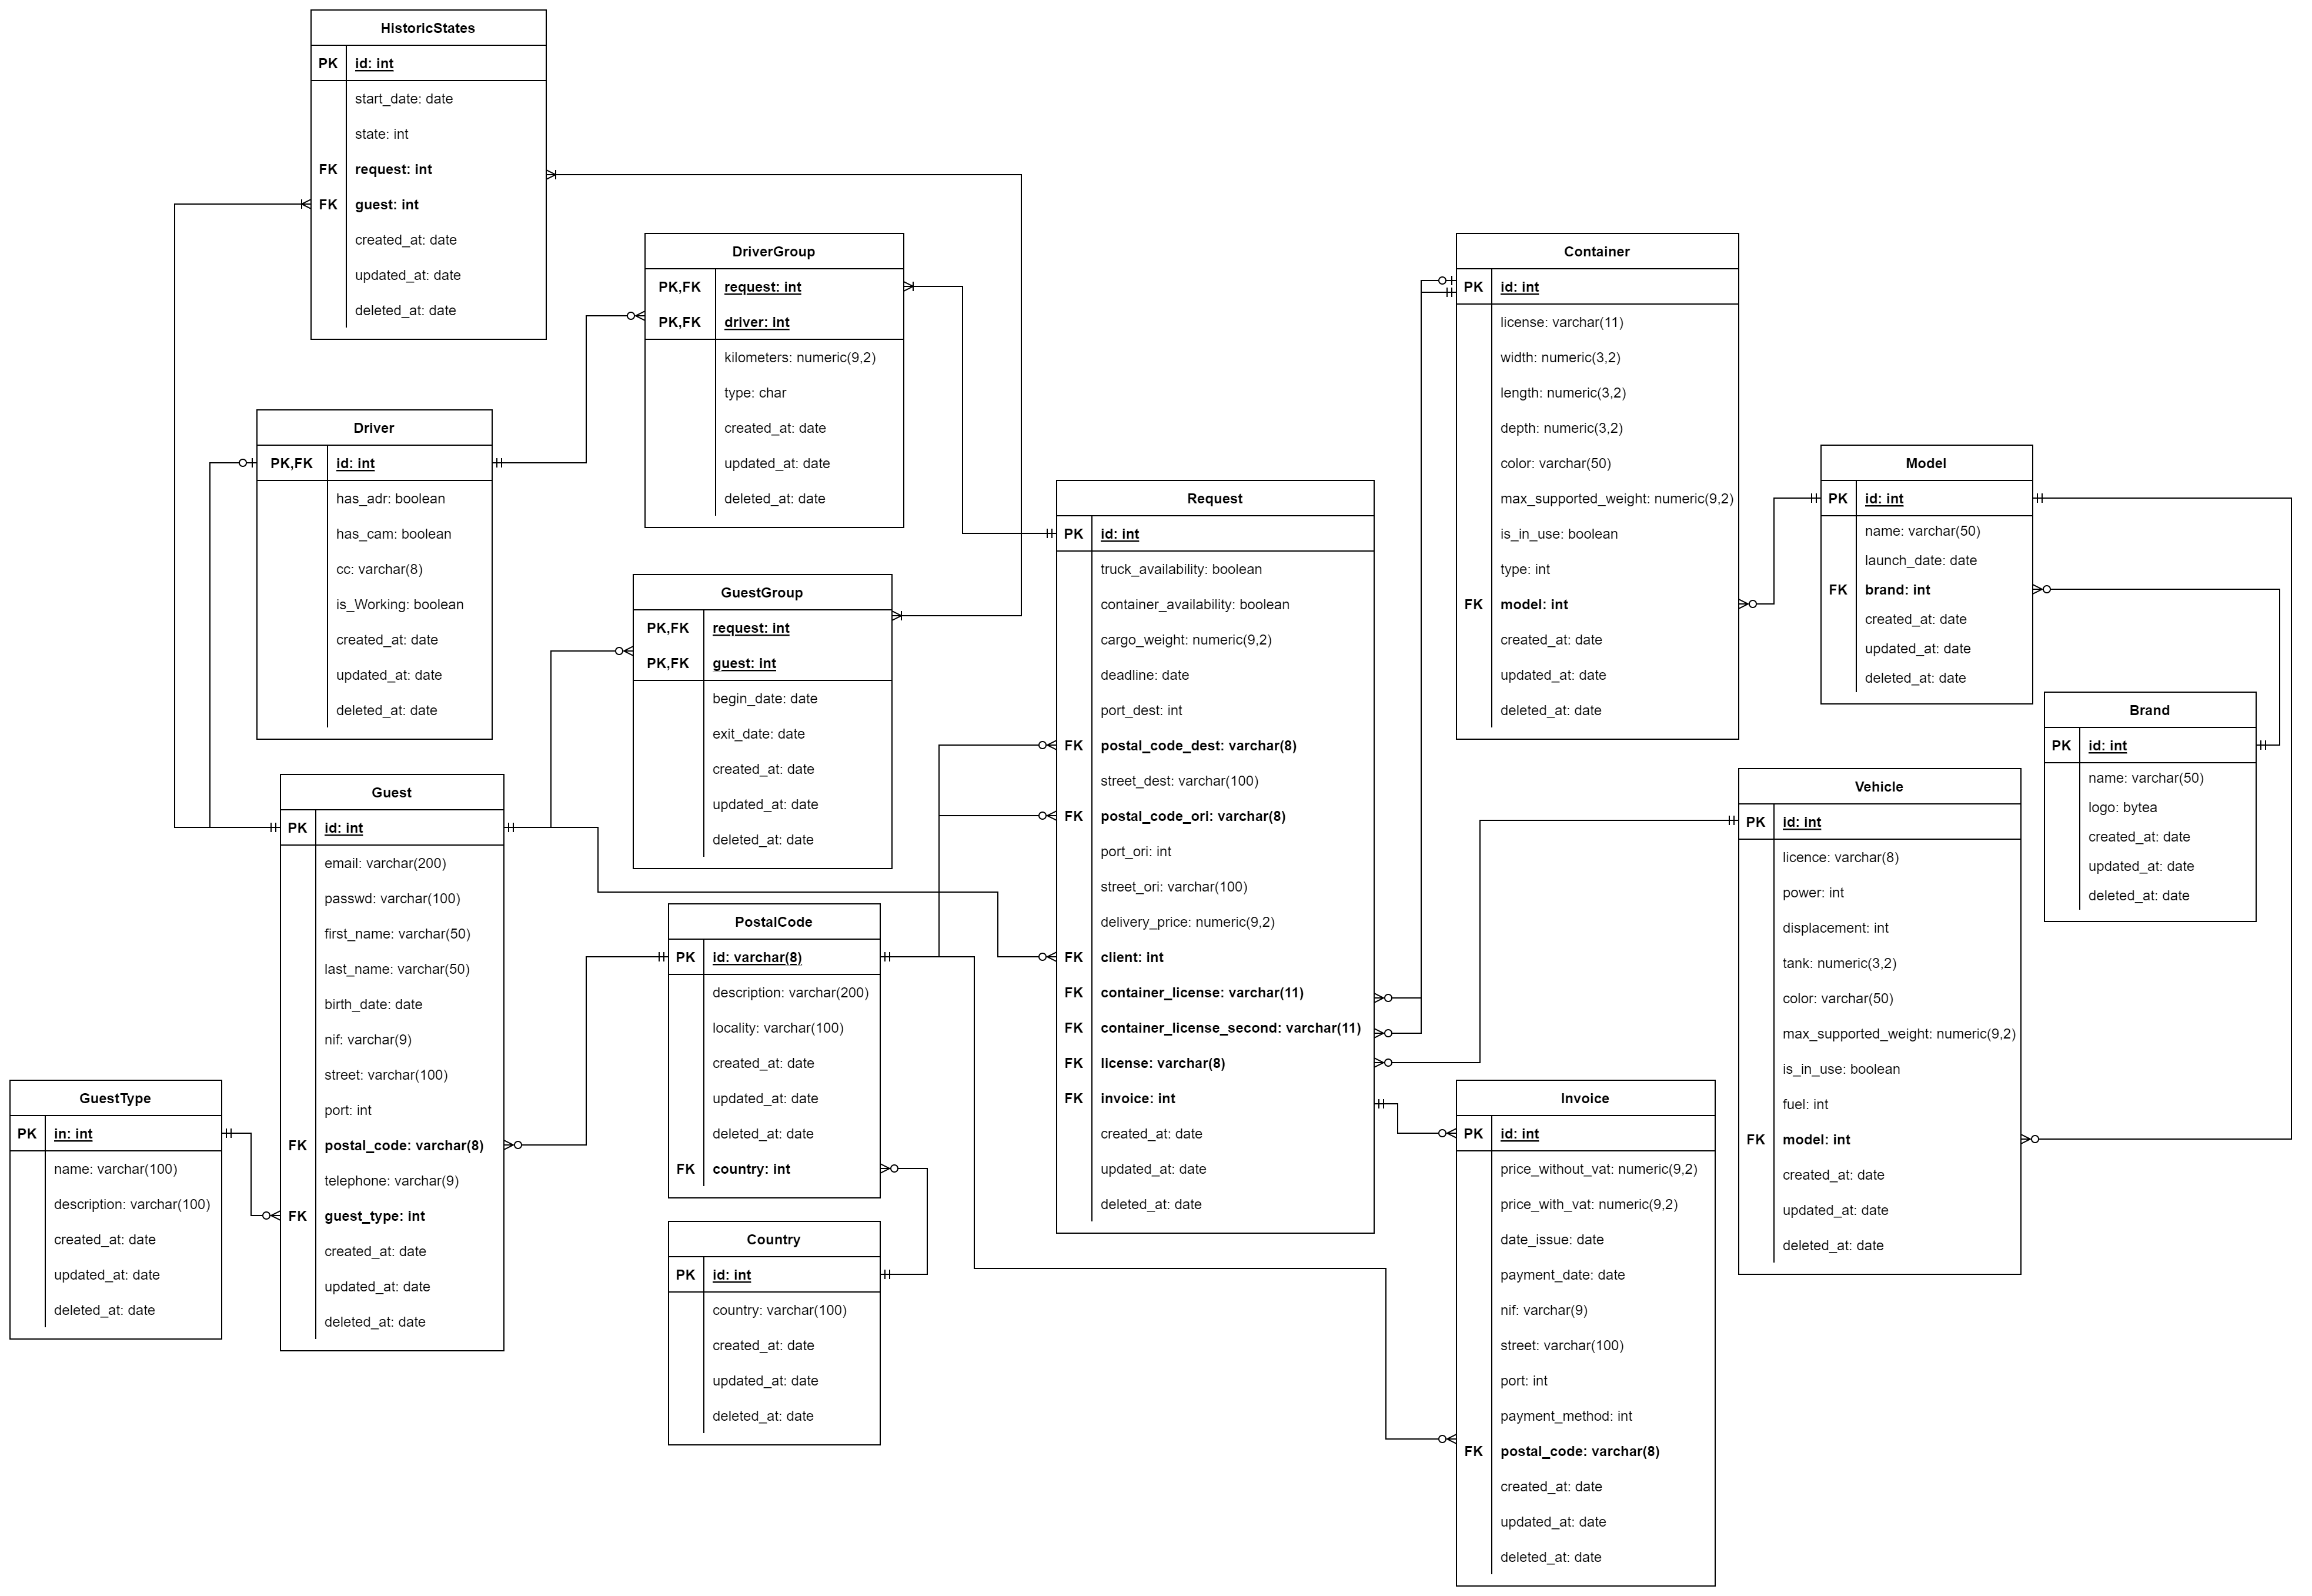 HistoricStates
PK id: int
start_date: date
state: int
FK request: int
FK guest: int
created_at: date
updated_at: date
deleted_at: date
DriverGroup
PK,FK request: int
PK,FK driver: int
kilometers: numeric(9,2)
type: char
created_at: date
updated_at: date
deleted_at: date
Container
PK id: int
license: varchar(11)
width: numeric(3,2)
length: numeric(3,2)
depth: numeric(3,2)
color: varchar(50)
max_supported_weight: numeric(9,2)
is_in_use: boolean
type: int
FK model: int
created_at: date
updated_at: date
deleted_at: date
Driver
PK,FK id: int
has_adr: boolean
has_cam: boolean
cc: varchar(8)
is_Working: boolean
created_at: date
updated_at: date
deleted_at: date
Model
PK id: int
name: varchar(50)
launch_date: date
FK brand: int
created_at: date
updated_at: date
deleted_at: date
Request
PK id: int
truck_availability: boolean
container_availability: boolean
cargo_weight: numeric(9,2)
deadline: date
port_dest: int
FK postal_code_dest: varchar(8)
street_dest: varchar(100)
FK postal_code_ori: varchar(8)
port_ori: int
street_ori: varchar(100)
delivery_price: numeric(9,2)
FK client: int
FK container_license: varchar(11)
FK container_license_second: varchar(11)
FK license: varchar(8)
FK invoice: int
created_at: date
updated_at: date
deleted_at: date
GuestGroup
PK,FK request: int
PK,FK guest: int
begin_date: date
exit_date: date
created_at: date
updated_at: date
deleted_at: date
Brand
PK id: int
name: varchar(50)
logo: bytea
created_at: date
updated_at: date
deleted_at: date
Guest
PK id: int
email: varchar(200)
passwd: varchar(100)
first_name: varchar(50)
last_name: varchar(50)
birth_date: date
nif: varchar(9)
street: varchar(100)
port: int
FK postal_code: varchar(8)
telephone: varchar(9)
FK guest_type: int
created_at: date
updated_at: date
deleted_at: date
Vehicle
PK id: int
licence: varchar(8)
power: int
displacement: int
tank: numeric(3,2)
color: varchar(50)
max_supported_weight: numeric(9,2)
is_in_use: boolean
fuel: int
FK model: int
created_at: date
updated_at: date
deleted_at: date
PostalCode
PK id: varchar(8)
description: varchar(200)
locality: varchar(100)
created_at: date
updated_at: date
deleted_at: date
FK country: int
GuestType
PK in: int
name: varchar(100)
description: varchar(100)
created_at: date
updated_at: date
deleted_at: date
Invoice
PK id: int
price_without_vat: numeric(9,2)
price_with_vat: numeric(9,2)
date_issue: date
payment_date: date
nif: varchar(9)
street: varchar(100)
port: int
payment_method: int
FK postal_code: varchar(8)
created_at: date
updated_at: date
deleted_at: date
Country
PK id: int
country: varchar(100)
created_at: date
updated_at: date
deleted_at: date